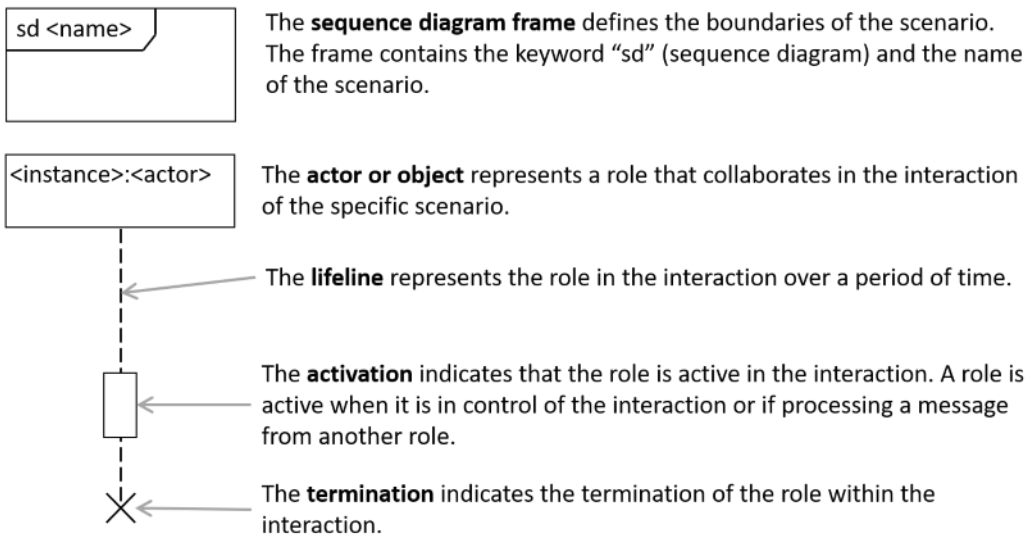 sd <name>
The sequence diagram frame defines the boundaries of the scenario.
The frame contains the keyword “sd” (sequence diagram) and the name
of the scenario.
<instance>:<actor>
The actor or object represents a role that collaborates in the interaction
of the specific scenario.
The lifeline represents the role in the interaction over a period of time.
The activation indicates that the role is active in the interaction. A role is
active when it is in control of the interaction or if processing a message
from another role.
The termination indicates the termination of the role within the
interaction.